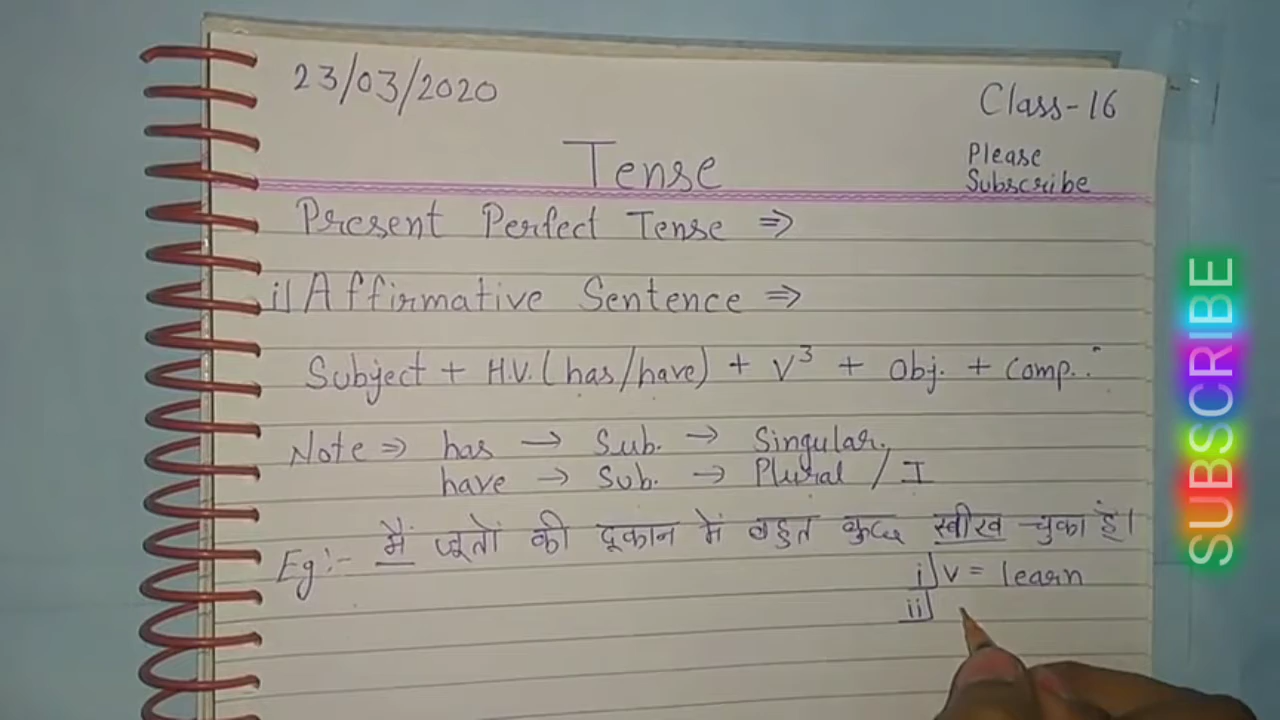 23/03/2020
Class-16
Tense
Please
Subscribe
Present Perfect Tense ⇒
i) Affirmative Sentence ⇒
Subject + H.V. (has/have) + V³ + Obj. + Comp..
Note ⇒ has → Sub. → Singular.
have → Sub. → Plural / I
Eg:- मैं जूतों की दूकान में बहुत कुछ सीख चुका हूँ।
i) V = learn
ii)
SUBSCRIBE